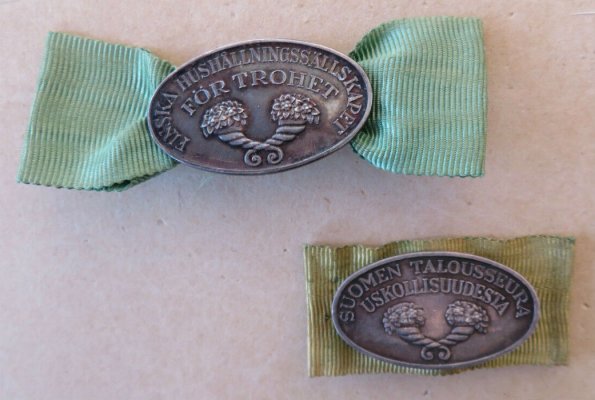 FINSKA HUSHÅLLNINGSSÄLLSKAPET
FÖR TROHET
SUOMEN TALOUSSEURA
USKOLLISUUDESTA